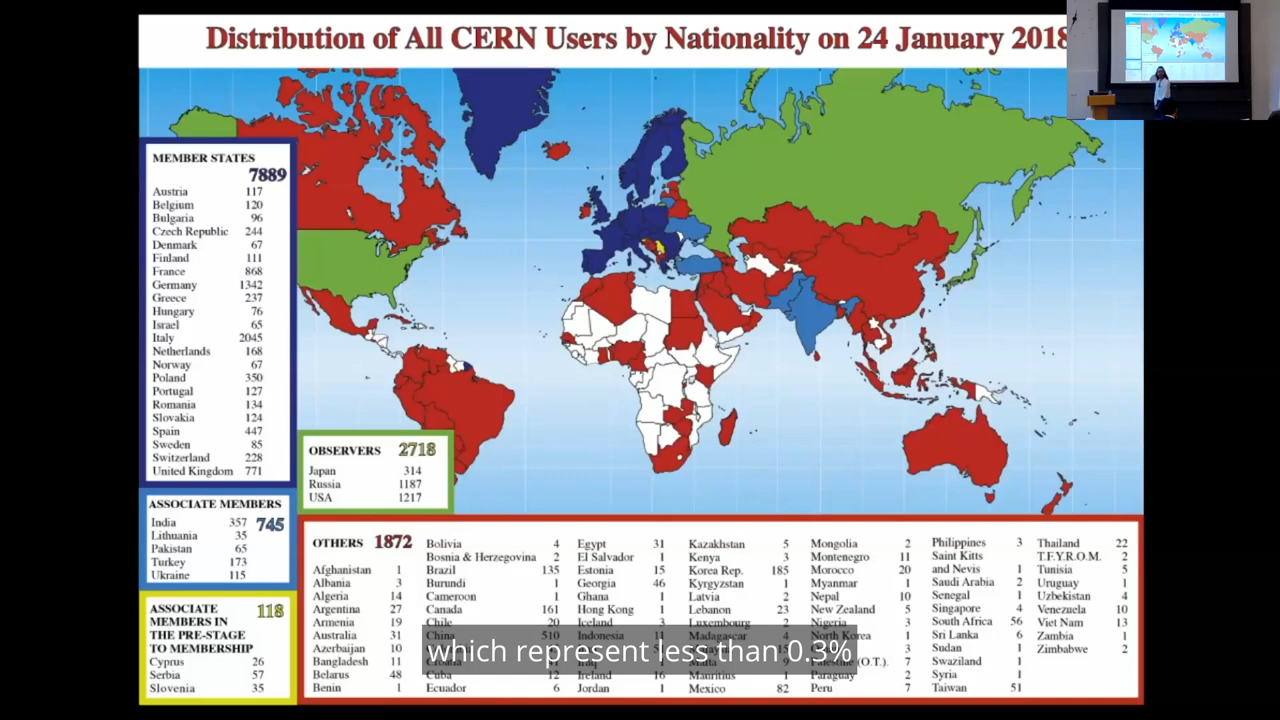 Distribution of All CERN Users by Nationality on 24 January 2018
MEMBER STATES
7889
Austria 117
Belgium 120
Bulgaria 96
Czech Republic 244
Denmark 67
Finland 111
France 868
Germany 1342
Greece 237
Hungary 76
Israel 65
Italy 2045
Netherlands 168
Norway 67
Poland 350
Portugal 127
Romania 134
Slovakia 124
Spain 447
Sweden 85
Switzerland 228
United Kingdom 771
OBSERVERS 2718
Japan 314
Russia 1187
USA 1217
ASSOCIATE MEMBERS
745
India 357
Lithuania 35
Pakistan 65
Turkey 173
Ukraine 115
ASSOCIATE
MEMBERS IN
THE PRE-STAGE
TO MEMBERSHIP
118
Cyprus 26
Serbia 57
Slovenia 35
OTHERS 1872
Afghanistan 1
Albania 3
Algeria 14
Argentina 27
Armenia 19
Australia 31
Azerbaijan 10
Bangladesh 11
Belarus 48
Benin 1
Bolivia 4
Bosnia & Herzegovina 2
Brazil 135
Burundi 1
Cameroon 1
Canada 161
Chile 20
China 510
Croatia
Cuba 12
Ecuador 6
Egypt 31
El Salvador 1
Estonia 15
Georgia 46
Ghana 1
Hong Kong 1
Iceland 3
Indonesia 11
Iraq 1
Ireland 16
Jordan 1
Kazakhstan 5
Kenya 3
Korea Rep. 185
Kyrgyzstan 1
Latvia 2
Lebanon 23
Luxembourg 2
Madagascar 4
Malta 9
Mauritius 1
Mexico 82
Mongolia 2
Montenegro 11
Morocco 20
Myanmar 1
Nepal 10
New Zealand 5
Nigeria 3
North Korea 1
Palestine (O.T.) 7
Paraguay 2
Peru 7
Philippines 3
Saint Kitts
and Nevis 1
Saudi Arabia 2
Senegal 1
Singapore 4
South Africa 56
Sri Lanka 6
Sudan 1
Swaziland 1
Syria 1
Taiwan 51
Thailand 22
T.F.Y.R.O.M. 2
Tunisia 5
Uruguay 1
Uzbekistan 4
Venezuela 10
Viet Nam 13
Zambia 1
Zimbabwe 2
which represent less than 0.3%